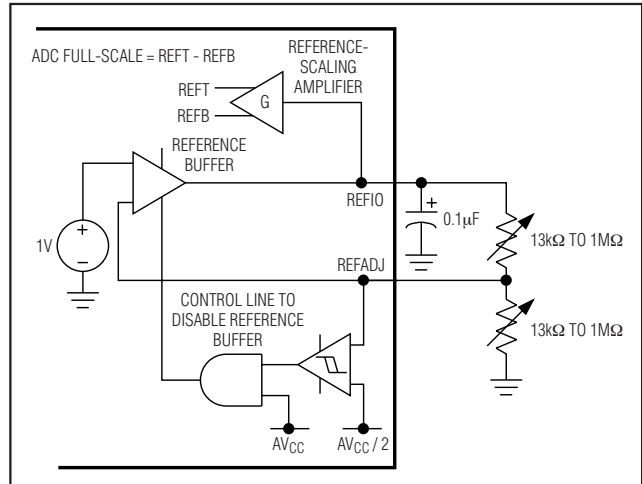 ADC FULL-SCALE = REFT - REFB
REFERENCE-
SCALING
AMPLIFIER
REFT
REFB
G
REFERENCE
BUFFER
REFIO
+
0.1μF
13kΩ TO 1MΩ
1V
+
−
REFADJ
CONTROL LINE TO
DISABLE REFERENCE
BUFFER
13kΩ TO 1MΩ
AVCC
AVCC / 2